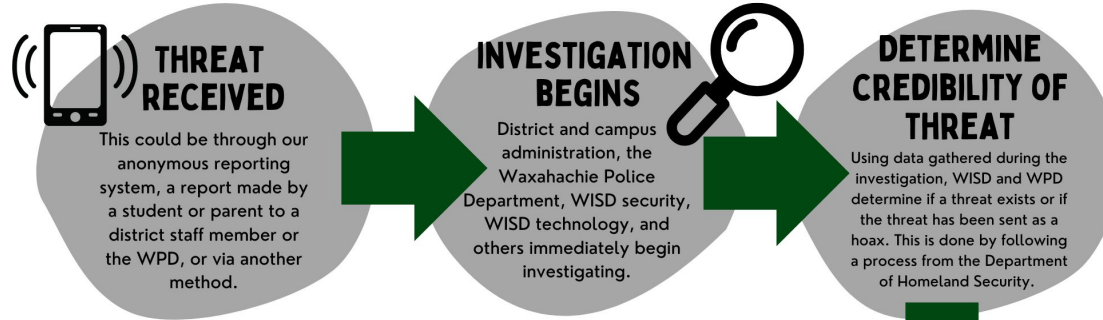 THREAT
RECEIVED
This could be through our
anonymous reporting
system, a report made by
a student or parent to a
district staff member or
the WPD, or via another
method.
INVESTIGATION
BEGINS
District and campus
administration, the
Waxahachie Police
Department, WISD security,
WISD technology, and
others immediately begin
investigating.
DETERMINE
CREDIBILITY OF
THREAT
Using data gathered during the
investigation, WISD and WPD
determine if a threat exists or if
the threat has been sent as a
hoax. This is done by following
a process from the Department
of Homeland Security.